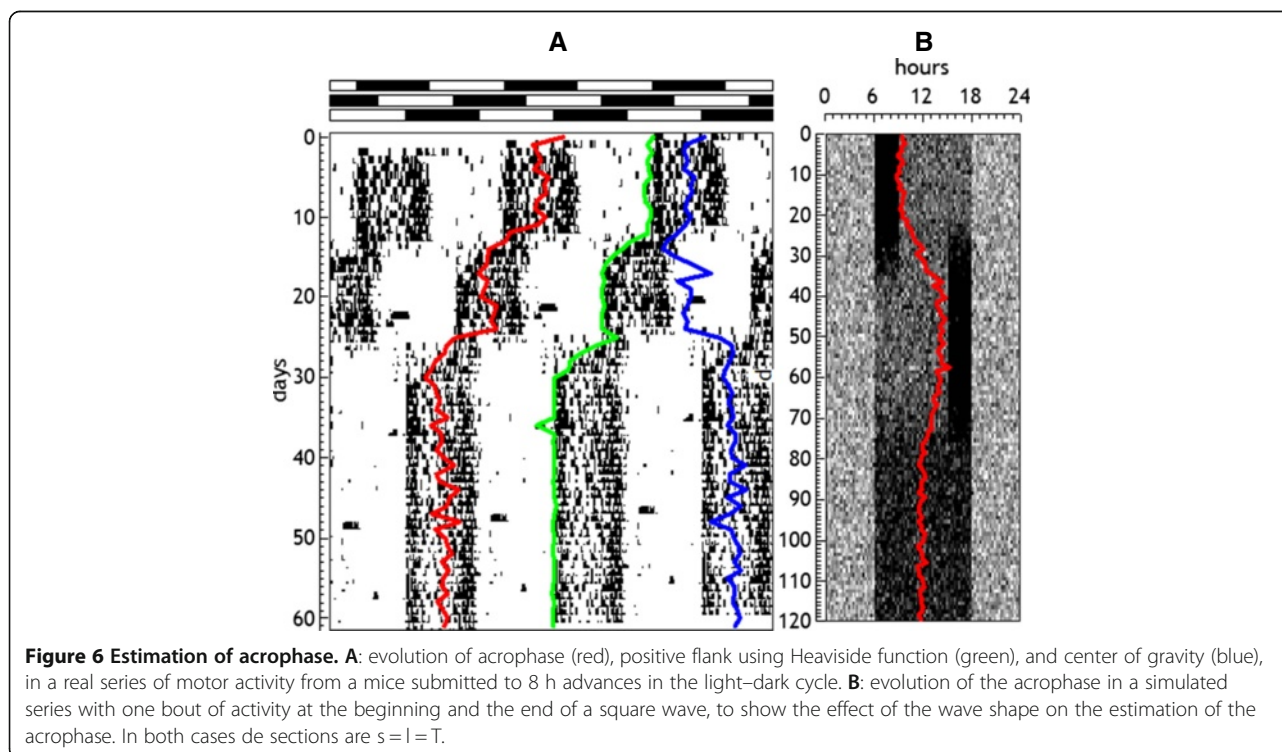 A
B
hours
0 6 12 18 24
0
10
20
30
40
50
60
days
0
10
20
30
40
50
60
70
80
90
100
110
120
d
Figure 6 Estimation of acrophase. A: evolution of acrophase (red), positive flank using Heaviside function (green), and center of gravity (blue),
in a real series of motor activity from a mice submitted to 8 h advances in the light–dark cycle. B: evolution of the acrophase in a simulated
series with one bout of activity at the beginning and the end of a square wave, to show the effect of the wave shape on the estimation of the
acrophase. In both cases de sections are s = l = T.